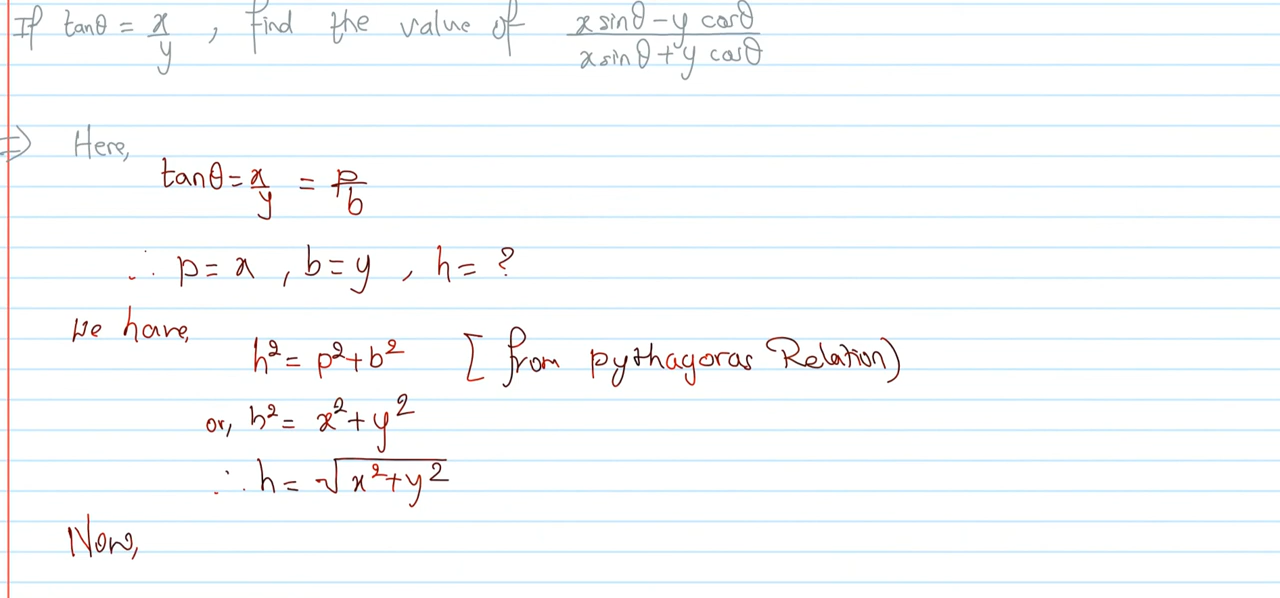 If tanθ = x/y , find the value of (x sinθ - y cosθ)/(x sinθ + y cosθ)
⇒ Here,
tanθ = x/y = p/b
∴ p = x , b = y , h = ?
We have,
h² = p² + b² [from pythagoras Relation)
or, h² = x² + y²
∴ h = √(x² + y²)
Now,